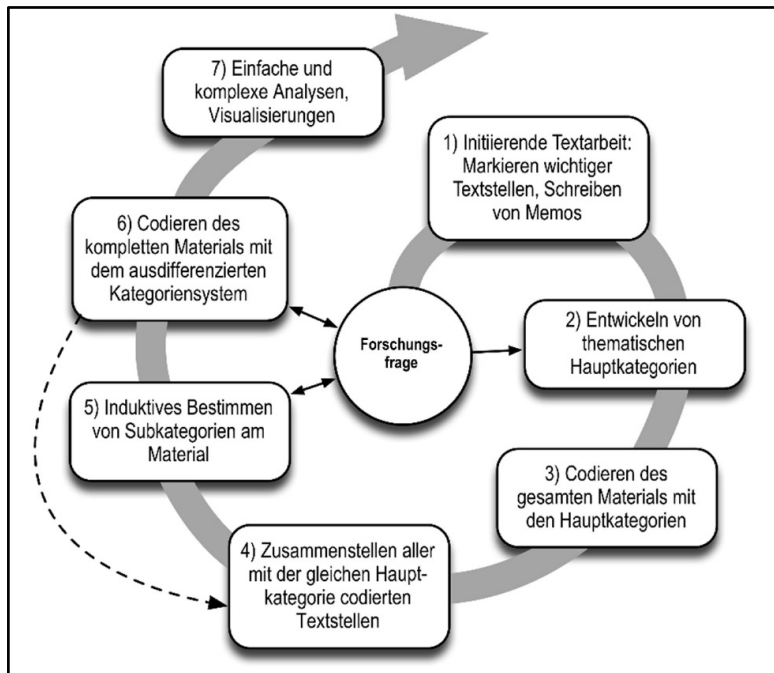 7) Einfache und
komplexe Analysen,
Visualisierungen
1) Initiierende Textarbeit:
Markieren wichtiger
Textstellen, Schreiben
von Memos
6) Codieren des
kompletten Materials mit
dem ausdifferenzierten
Kategoriensystem
Forschungs-
frage
2) Entwickeln von
thematischen
Hauptkategorien
5) Induktives Bestimmen
von Subkategorien am
Material
3) Codieren des
gesamten Materials mit
den Hauptkategorien
4) Zusammenstellen aller
mit der gleichen Haupt-
kategorie codierten
Textstellen